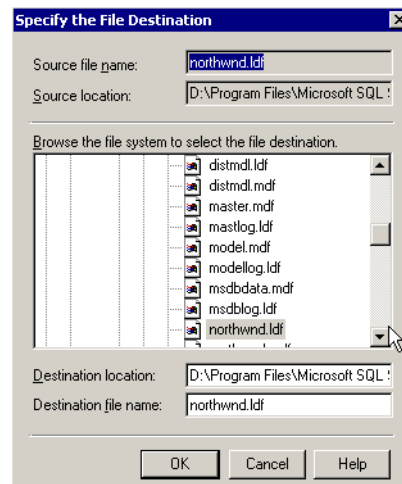 Specify the File Destination
Source file name: northwnd.ldf
Source location: D:\Program Files\Microsoft SQL
Browse the file system to select the file destination.
distmdl.ldf
distmdl.mdf
master.mdf
mastlog.ldf
model.mdf
modellog.ldf
msdbdata.mdf
msdblog.ldf
northwnd.ldf
Destination location: D:\Program Files\Microsoft SQL
Destination file name: northwnd.ldf
OK Cancel Help